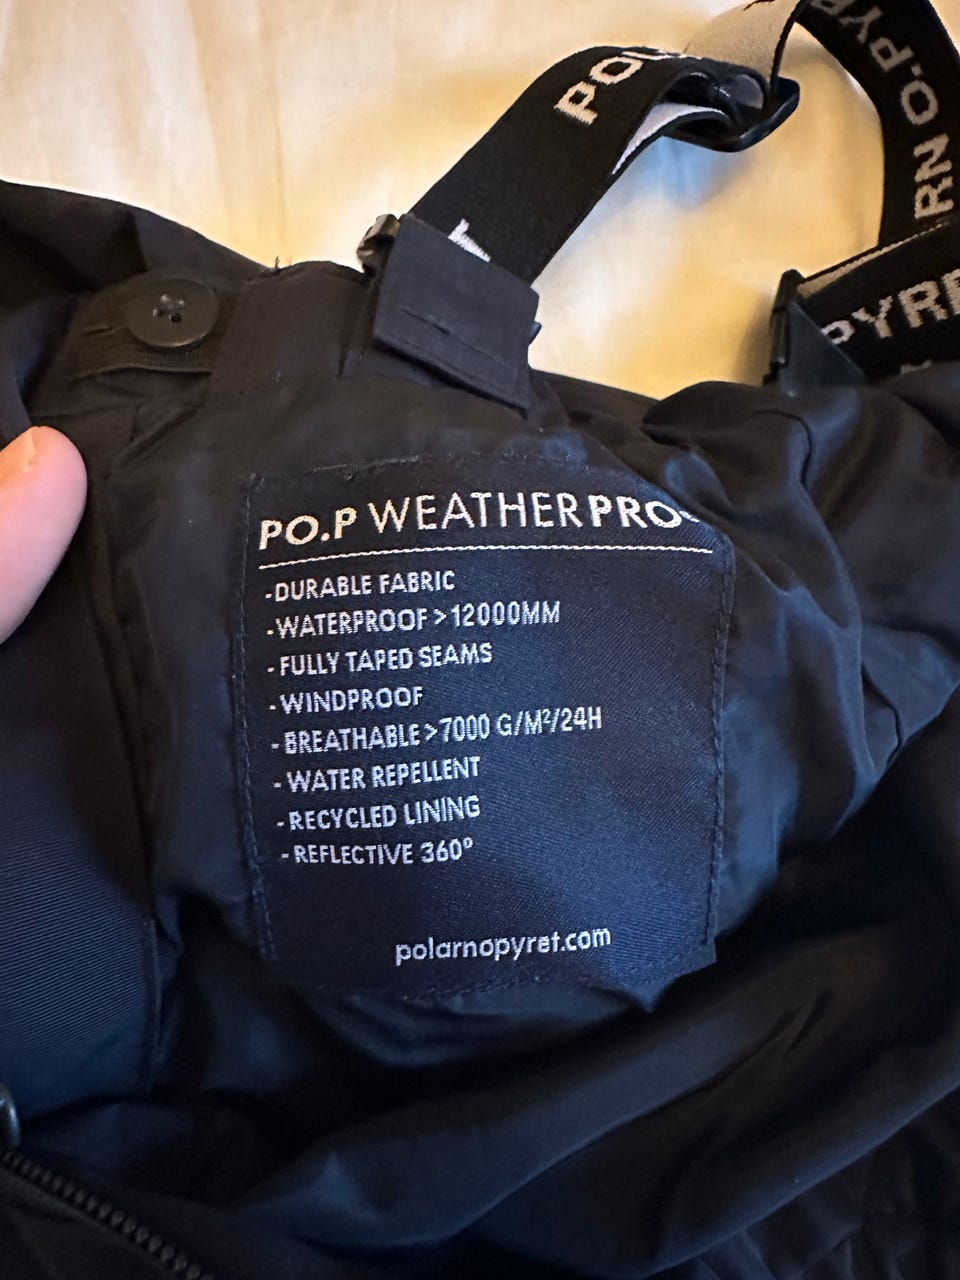 PO.P WEATHERPRO
-DURABLE FABRIC
-WATERPROOF >12000MM
-FULLY TAPED SEAMS
-WINDPROOF
-BREATHABLE >7000 G/M²/24H
-WATER REPELLENT
-RECYCLED LINING
-REFLECTIVE 360°
polarnopyret.com